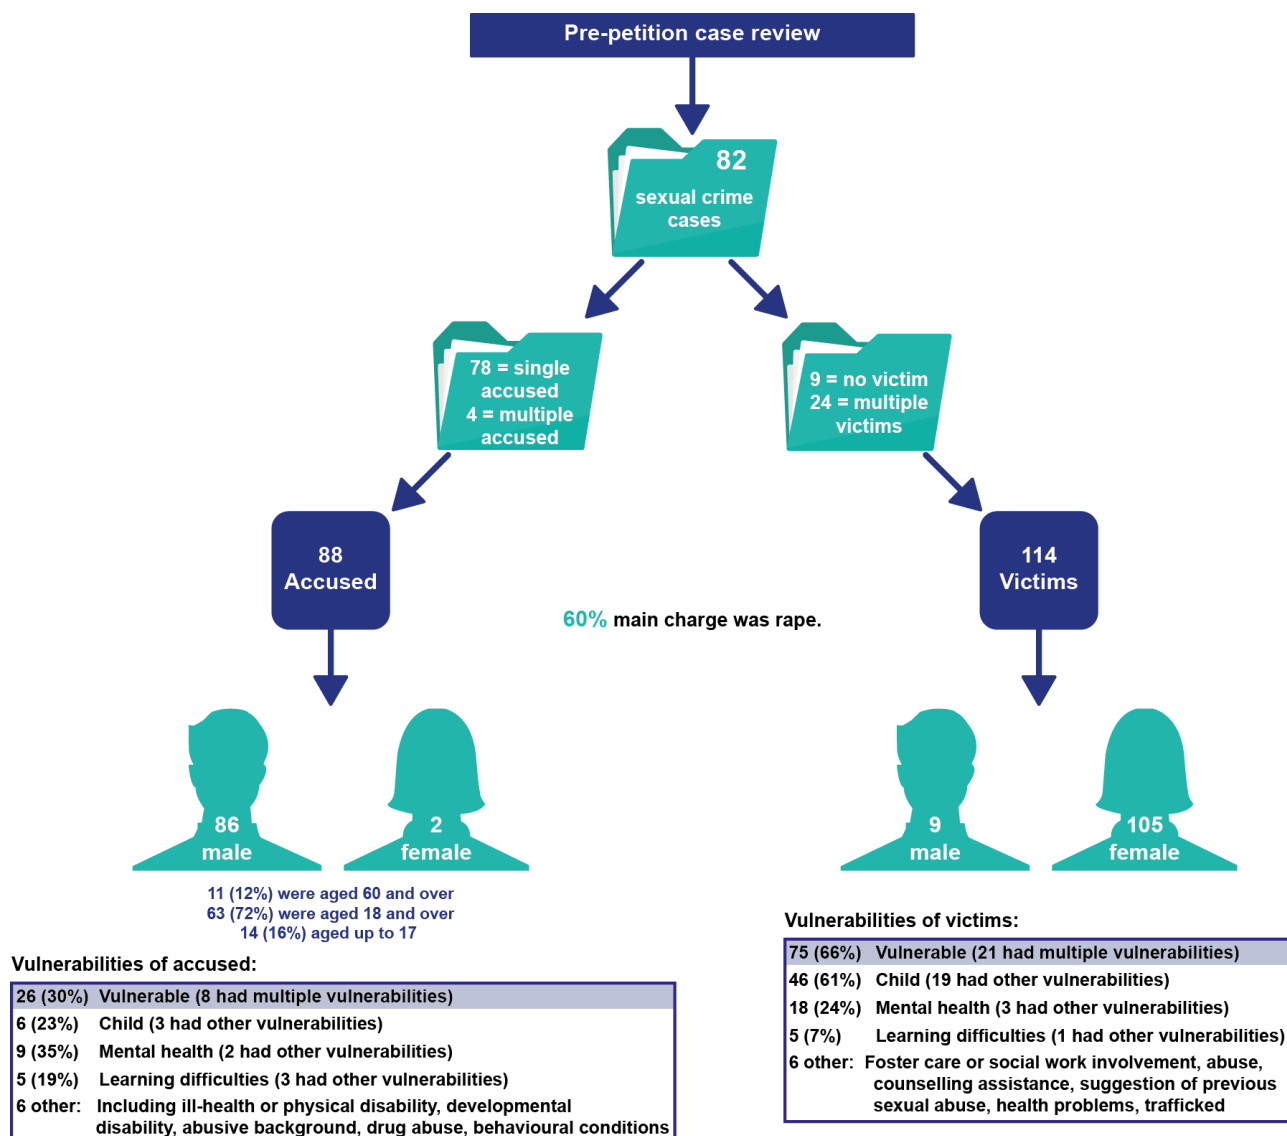 Pre-petition case review
82
sexual crime
cases
78 = single
accused
4 = multiple
accused
9 = no victim
24 = multiple
victims
88
Accused
114
Victims
60% main charge was rape.
86
male
2
female
9
male
105
female
11 (12%) were aged 60 and over
63 (72%) were aged 18 and over
14 (16%) aged up to 17
Vulnerabilities of accused:
26 (30%) Vulnerable (8 had multiple vulnerabilities)
6 (23%) Child (3 had other vulnerabilities)
9 (35%) Mental health (2 had other vulnerabilities)
5 (19%) Learning difficulties (3 had other vulnerabilities)
6 other: Including ill-health or physical disability, developmental
disability, abusive background, drug abuse, behavioural conditions
Vulnerabilities of victims:
75 (66%) Vulnerable (21 had multiple vulnerabilities)
46 (61%) Child (19 had other vulnerabilities)
18 (24%) Mental health (3 had other vulnerabilities)
5 (7%) Learning difficulties (1 had other vulnerabilities)
6 other: Foster care or social work involvement, abuse,
counselling assistance, suggestion of previous
sexual abuse, health problems, trafficked